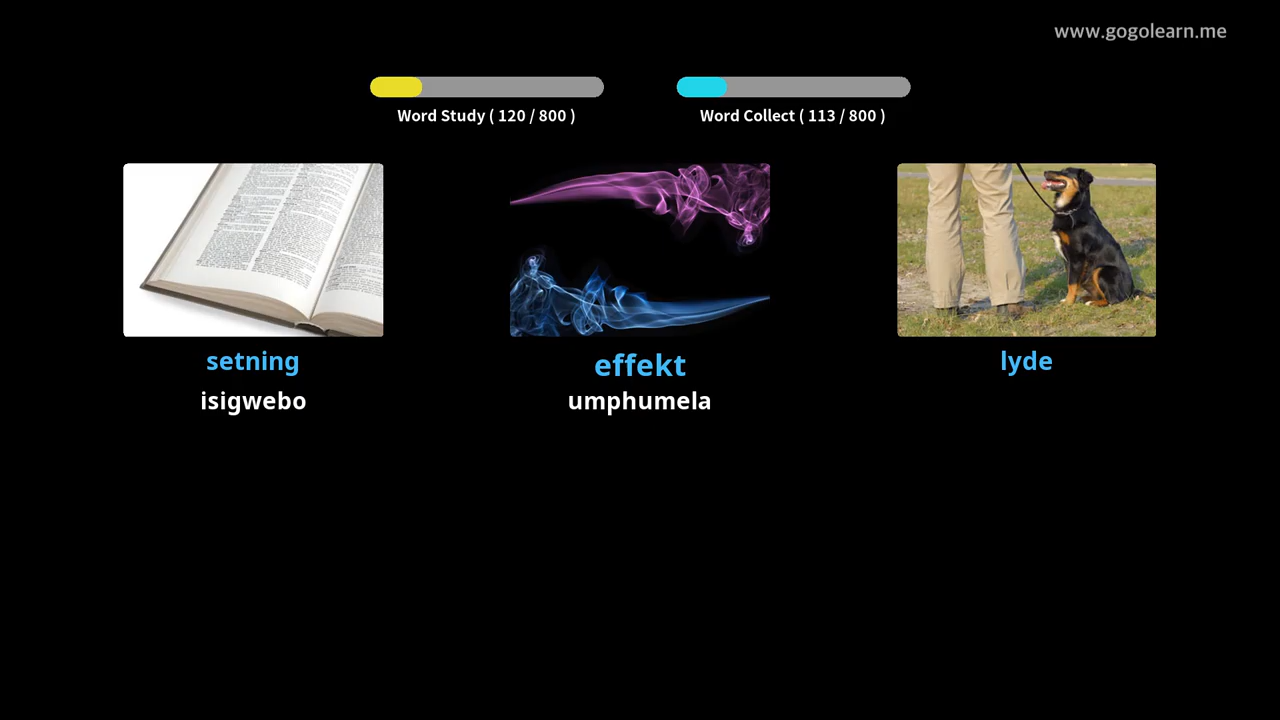 www.gogolearn.me
Word Study ( 120 / 800 )
Word Collect ( 113 / 800 )
setning
effekt
lyde
isigwebo
umphumela